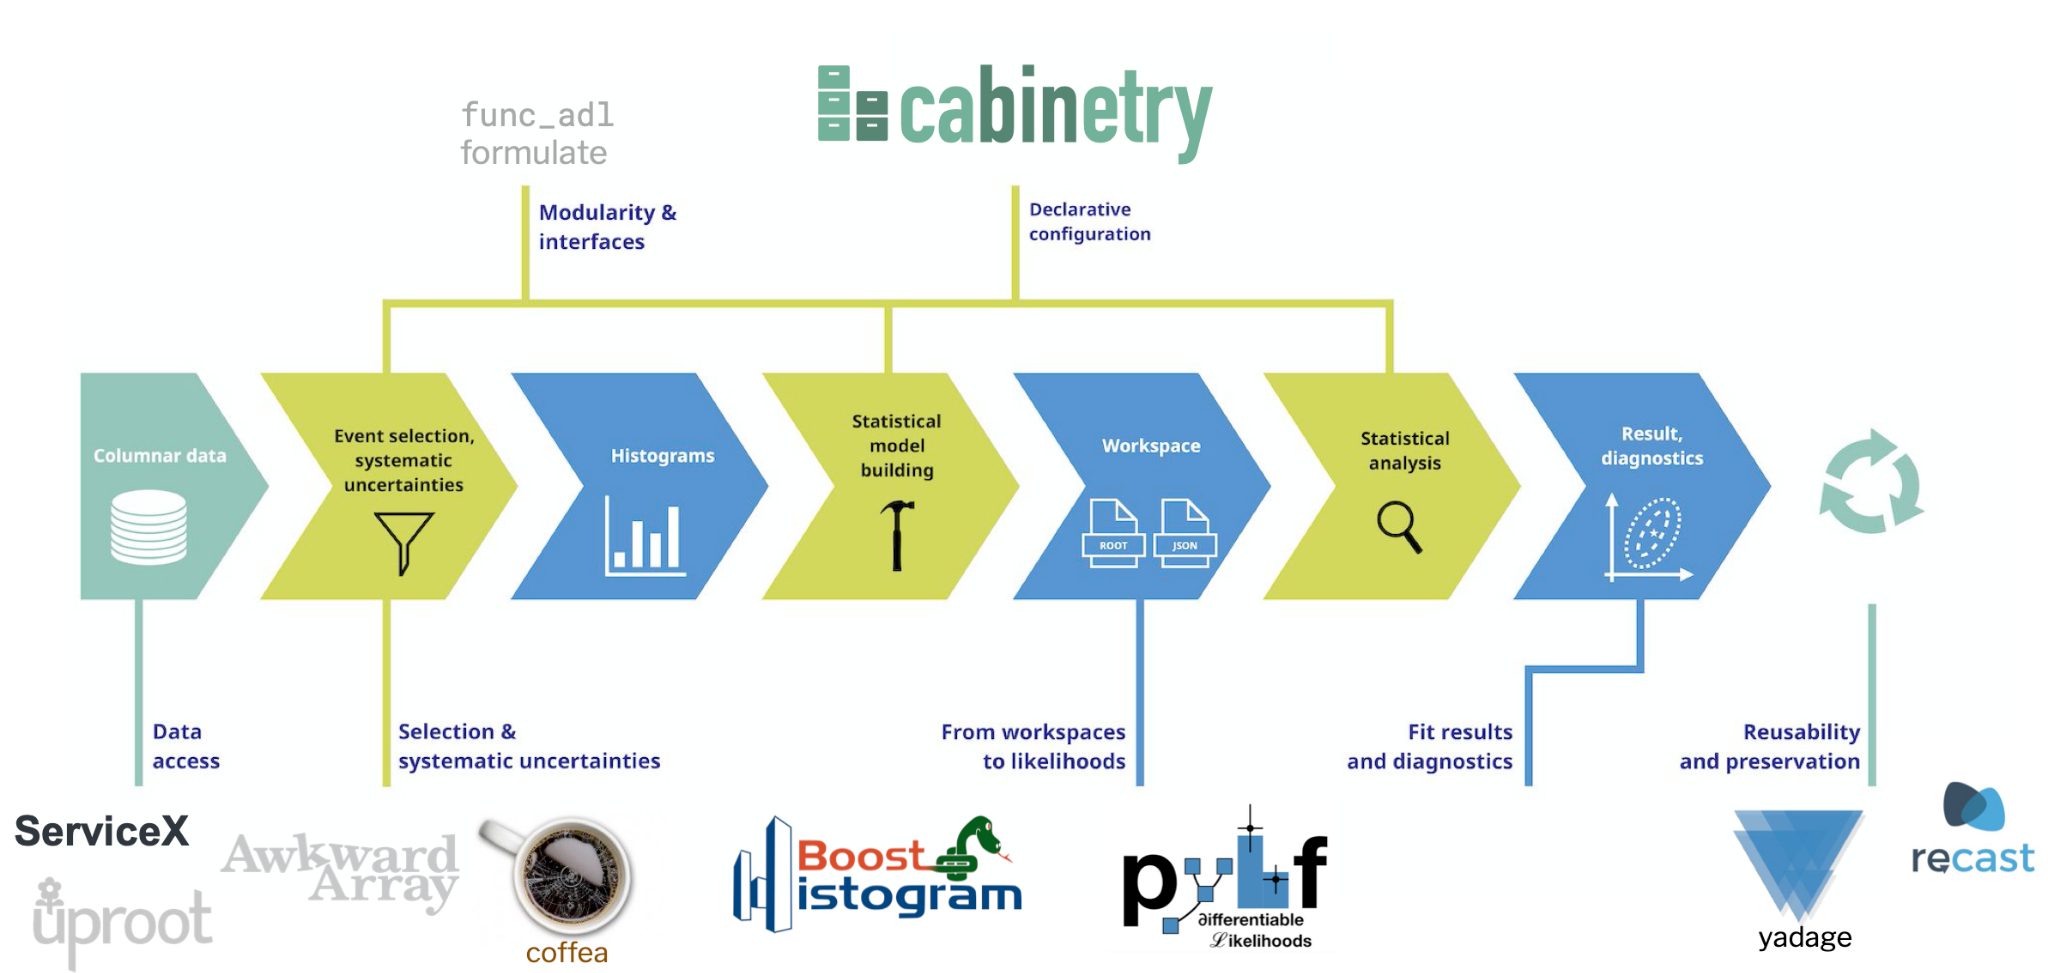 func_adl
formulate
cabinetry
Modularity &
interfaces
Declarative
configuration
Columnar data
Event selection,
systematic
uncertainties
Histograms
Statistical
model
building
Workspace
ROOT
JSON
Statistical
analysis
Result,
diagnostics
Data
access
Selection &
systematic uncertainties
From workspaces
to likelihoods
Fit results
and diagnostics
Reusability
and preservation
ServiceX
uproot
Awkward
Array
coffea
Boost
Histogram
pyhf
∂ifferentiable
ℒikelihoods
yadage
recast